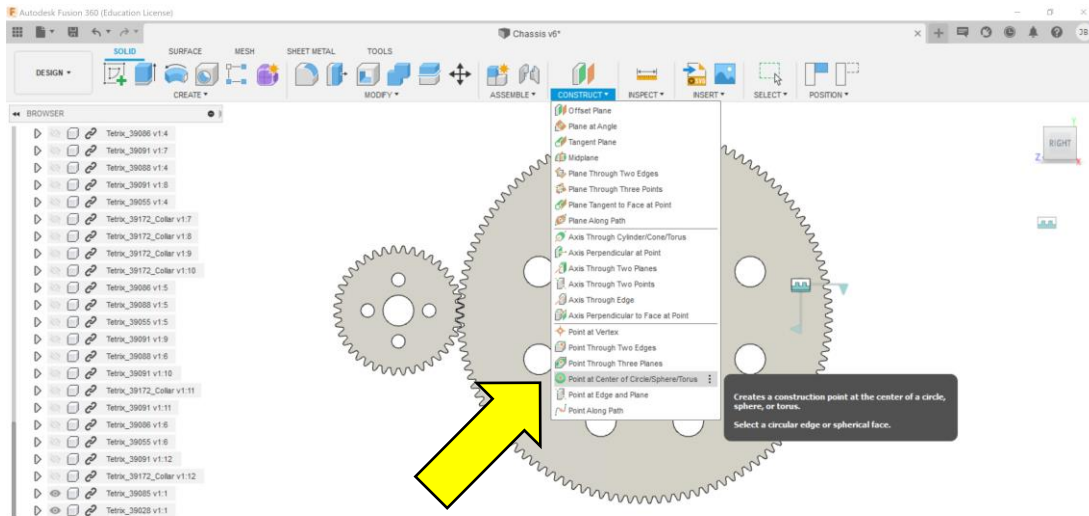 Autodesk Fusion 360 (Education License)
Chassis v6*
JB
SOLID SURFACE MESH SHEET METAL TOOLS
DESIGN
CREATE MODIFY ASSEMBLE CONSTRUCT INSPECT INSERT SELECT POSITION
BROWSER
Tetrix_39086 v1:4
Tetrix_39091 v1:7
Tetrix_39088 v1:4
Tetrix_39091 v1:8
Tetrix_39055 v1:4
Tetrix_39172_Collar v1:7
Tetrix_39172_Collar v1:8
Tetrix_39172_Collar v1:9
Tetrix_39172_Collar v1:10
Tetrix_39086 v1:5
Tetrix_39088 v1:5
Tetrix_39055 v1:5
Tetrix_39091 v1:9
Tetrix_39088 v1:6
Tetrix_39091 v1:10
Tetrix_39172_Collar v1:11
Tetrix_39091 v1:11
Tetrix_39086 v1:6
Tetrix_39055 v1:6
Tetrix_39091 v1:12
Tetrix_39172_Collar v1:12
Tetrix_39085 v1:1
Tetrix_39028 v1:1
Offset Plane
Plane at Angle
Tangent Plane
Midplane
Plane Through Two Edges
Plane Through Three Points
Plane Tangent to Face at Point
Plane Along Path
Axis Through Cylinder/Cone/Torus
Axis Perpendicular at Point
Axis Through Two Planes
Axis Through Two Points
Axis Through Edge
Axis Perpendicular to Face at Point
Point at Vertex
Point Through Two Edges
Point Through Three Planes
Point at Center of Circle/Sphere/Torus
Point at Edge and Plane
Point Along Path
Creates a construction point at the center of a circle,
sphere, or torus.
Select a circular edge or spherical face.
Y
RIGHT
Z